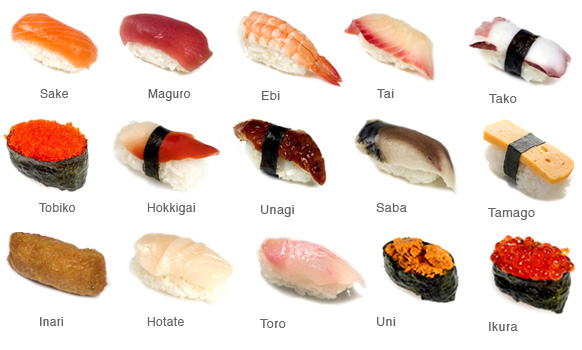 Sake
Maguro
Ebi
Tai
Tako
Tobiko
Hokkigai
Unagi
Saba
Tamago
Inari
Hotate
Toro
Uni
Ikura